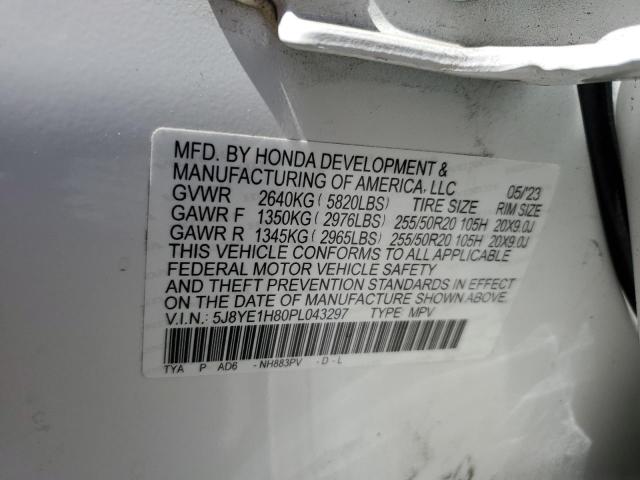 MFD. BY HONDA DEVELOPMENT &
MANUFACTURING OF AMERICA, LLC 05/'23
GVWR 2640KG (5820LBS) TIRE SIZE RIM SIZE
GAWR F 1350KG (2976LBS) 255/50R20 105H 20X9.0J
GAWR R 1345KG (2965LBS) 255/50R20 105H 20X9.0J
THIS VEHICLE CONFORMS TO ALL APPLICABLE
FEDERAL MOTOR VEHICLE SAFETY
AND THEFT PREVENTION STANDARDS IN EFFECT
ON THE DATE OF MANUFACTURE SHOWN ABOVE.
V.I.N.: 5J8YE1H80PL043297 TYPE MPV
TYA P AD6 -NH883PV -D-L